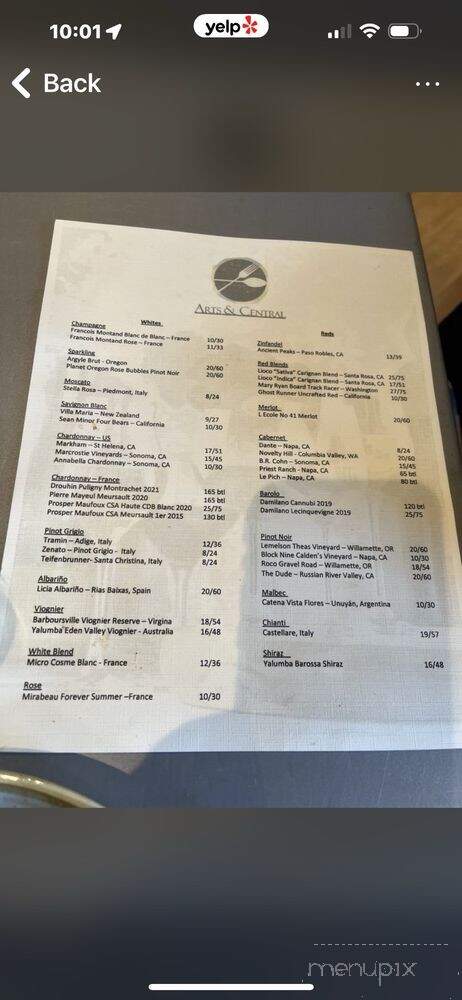 10:01
yelp
Back
ARTS & CENTRAL
Whites
Champagne
Francois Montand Blanc de Blanc – France 10/30
Francois Montand Rose – France 11/33
Sparkling
Argyle Brut - Oregon 20/60
Planet Oregon Rose Bubbles Pinot Noir 20/60
Moscato
Stella Rosa – Piedmont, Italy 8/24
Savignon Blanc
Villa Maria – New Zealand 9/27
Sean Minor Four Bears – California 10/30
Chardonnay – US
Markham – St Helena, CA 17/51
Marcrostie Vineyards – Sonoma, CA 15/45
Annabella Chardonnay – Sonoma, CA 10/30
Chardonnay – France
Drouhin Puligny Montrachet 2021 165 btl
Pierre Mayeul Meursault 2020 165 btl
Prosper Maufoux CSA Haute CDB Blanc 2020 25/75
Prosper Maufoux CSA Meursault 1er 2015 130 btl
Pinot Grigio
Tramin – Adige, Italy 12/36
Zenato – Pinot Grigio - Italy 8/24
Teifenbrunner- Santa Christina, Italy 8/24
Albariño
Licia Albariño – Rias Baixas, Spain 20/60
Viognier
Barboursville Viognier Reserve – Virgina 18/54
Yalumba Eden Valley Viognier - Australia 16/48
White Blend
Micro Cosme Blanc - France 12/36
Rose
Mirabeau Forever Summer –France 10/30
Reds
Zinfandel
Ancient Peaks – Paso Robles, CA 13/39
Red Blends
Lioco "Sativa" Carignan Blend – Santa Rosa, CA 25/75
Lioco "Indica" Carignan Blend – Santa Rosa, CA 17/51
Mary Ryan Board Track Racer – Washington 27/75
Ghost Runner Uncrafted Red – California 10/30
Merlot
L Ecole No 41 Merlot 20/60
Cabernet
Dante – Napa, CA 8/24
Novelty Hill - Columbia Valley, WA 20/60
B.R. Cohn – Sonoma, CA 15/45
Priest Ranch - Napa, CA 65 btl
Le Pich – Napa, CA 80 btl
Barolo
Damilano Cannubi 2019 120 btl
Damilano Lecinquevigne 2019 25/75
Pinot Noir
Lemelson Theas Vineyard – Willamette, OR 20/60
Block Nine Calden's Vineyard – Napa, CA 10/30
Roco Gravel Road – Willamette, OR 18/54
The Dude – Russian River Valley, CA 20/60
Malbec
Catena Vista Flores – Unuyán, Argentina 10/30
Chianti
Castellare, Italy 19/57
Shiraz
Yalumba Barossa Shiraz 16/48
menupix